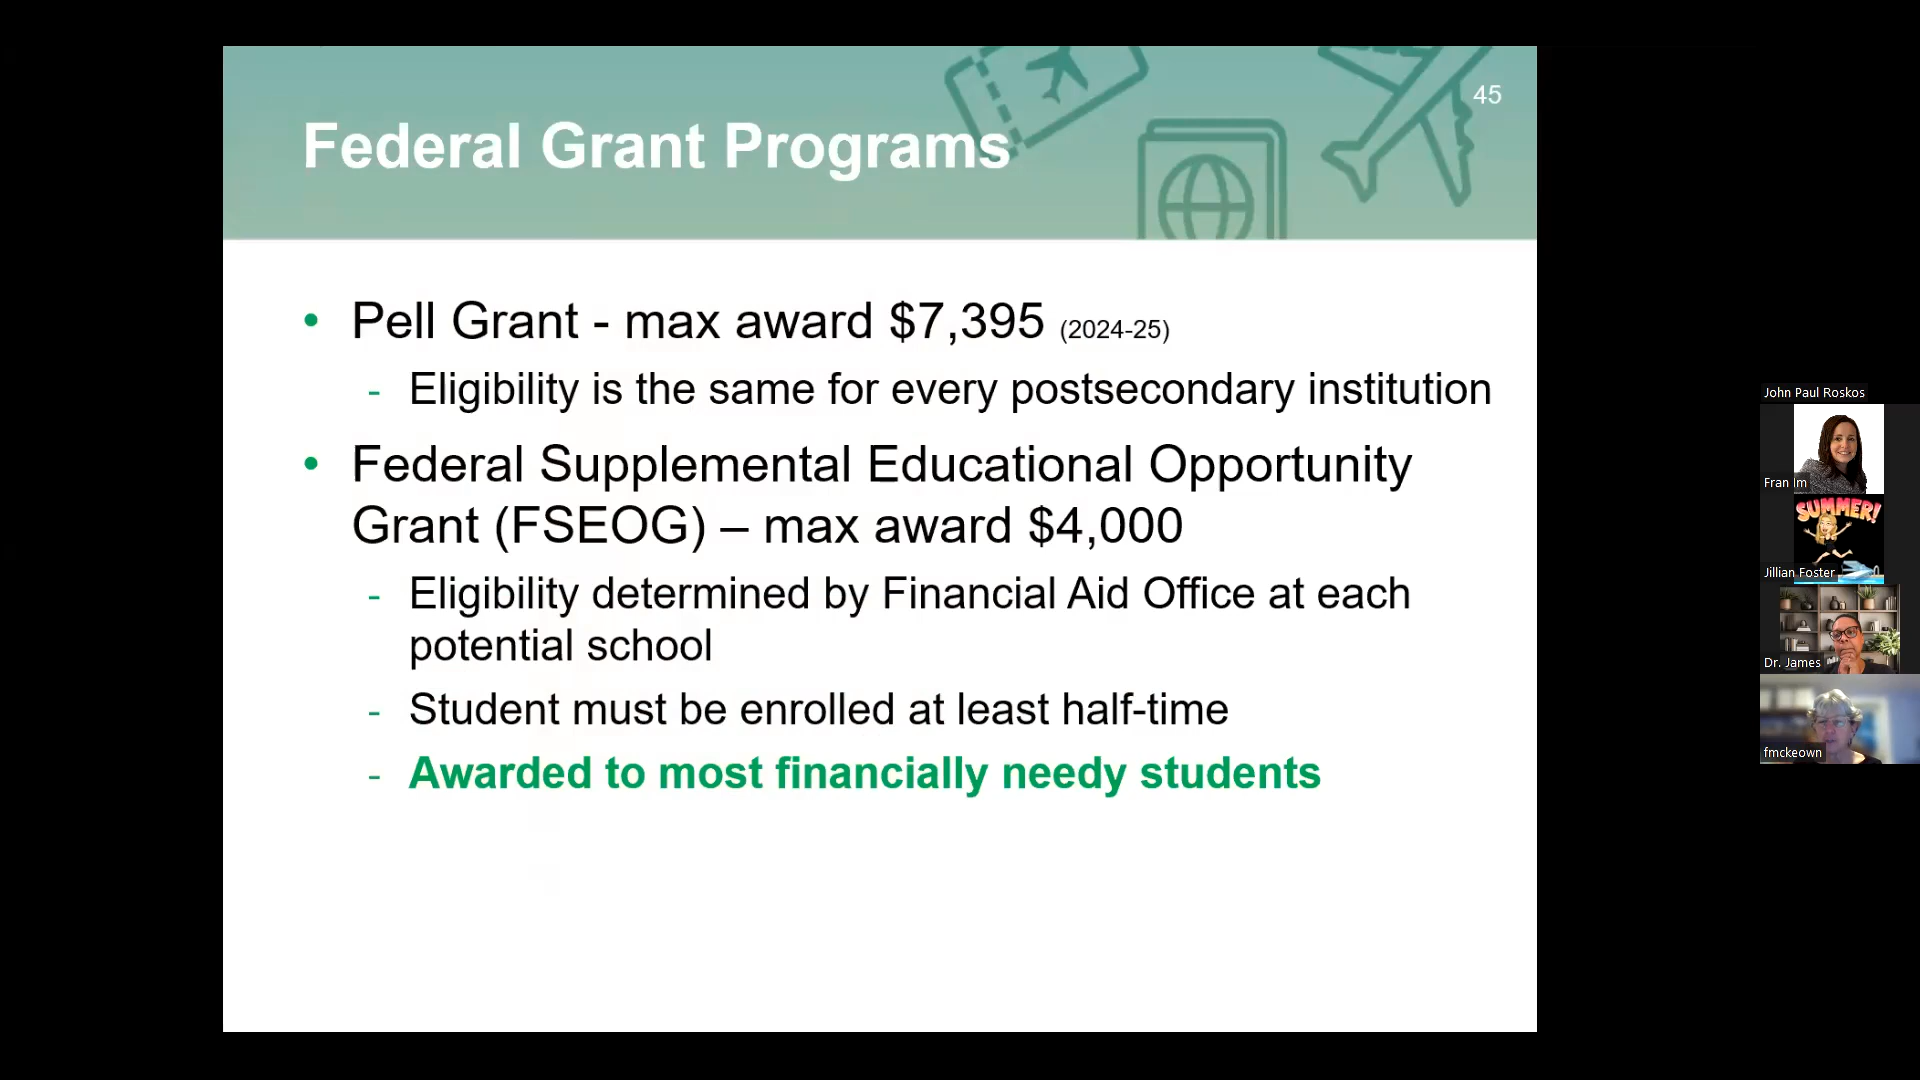 45
Federal Grant Programs
• Pell Grant - max award $7,395 (2024-25)
- Eligibility is the same for every postsecondary institution
• Federal Supplemental Educational Opportunity
Grant (FSEOG) – max award $4,000
- Eligibility determined by Financial Aid Office at each
potential school
- Student must be enrolled at least half-time
- Awarded to most financially needy students
John Paul Roskos
Fran Im
SUMMER!
Jillian Foster
Dr. James
fmckeown